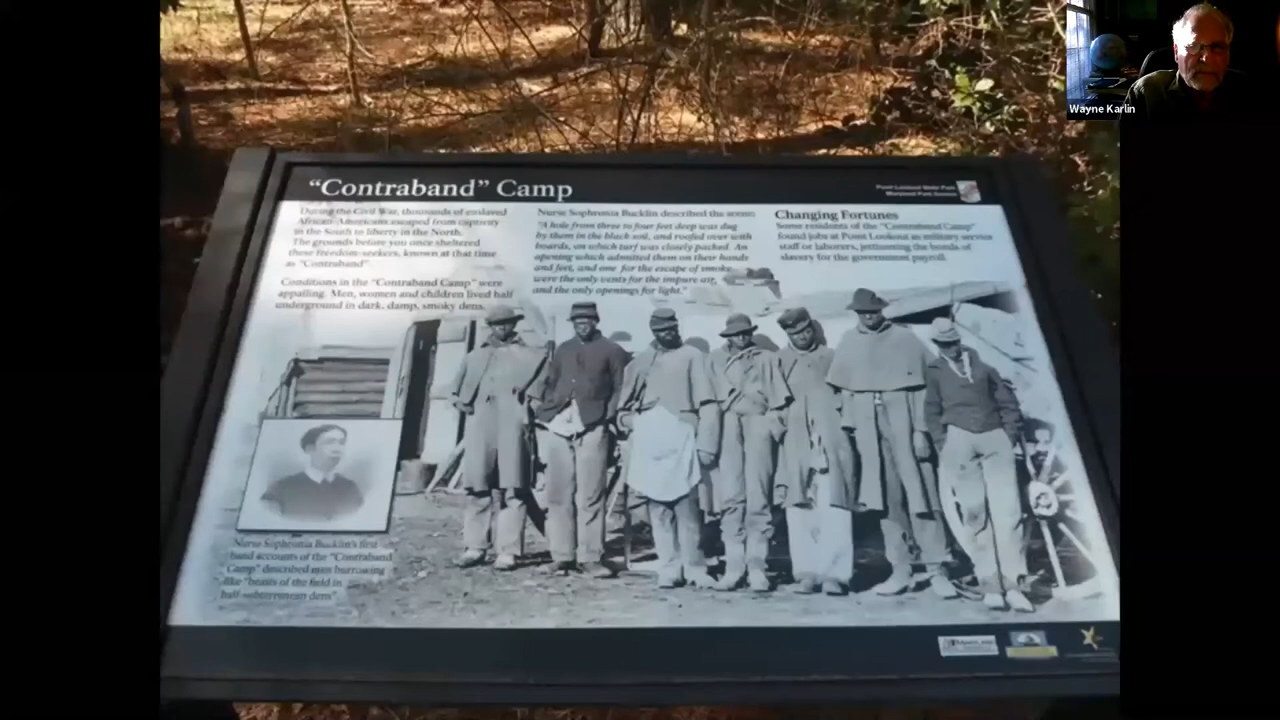 Wayne Karlin
"Contraband" Camp
Point Lookout State Park
Maryland Park Service
During the Civil War, thousands of enslaved
African-Americans escaped from captivity
in the South to liberty in the North.
The grounds before you once sheltered
these freedom-seekers, known at that time
as "Contraband"
Conditions in the "Contraband Camp" were
appalling. Men, women and children lived half
underground in dark, damp, smoky dens.
Nurse Sophronia Bucklin described the scene:
"A hole from three to four feet deep was dug
by them in the black soil, and roofed over with
boards, on which turf was closely packed. An
opening which admitted them on their hands
and feet, and one for the escape of smoke,
were the only vents for the impure air,
and the only openings for light."
Changing Fortunes
Some residents of the "Contraband Camp"
found jobs at Point Lookout as military service
staff or laborers, jettisoning the bonds of
slavery for the government payroll.
Nurse Sophronia Bucklin's first
hand accounts of the "Contraband
Camp" described men burrowing
like "beasts of the field in
half-subterranean dens".